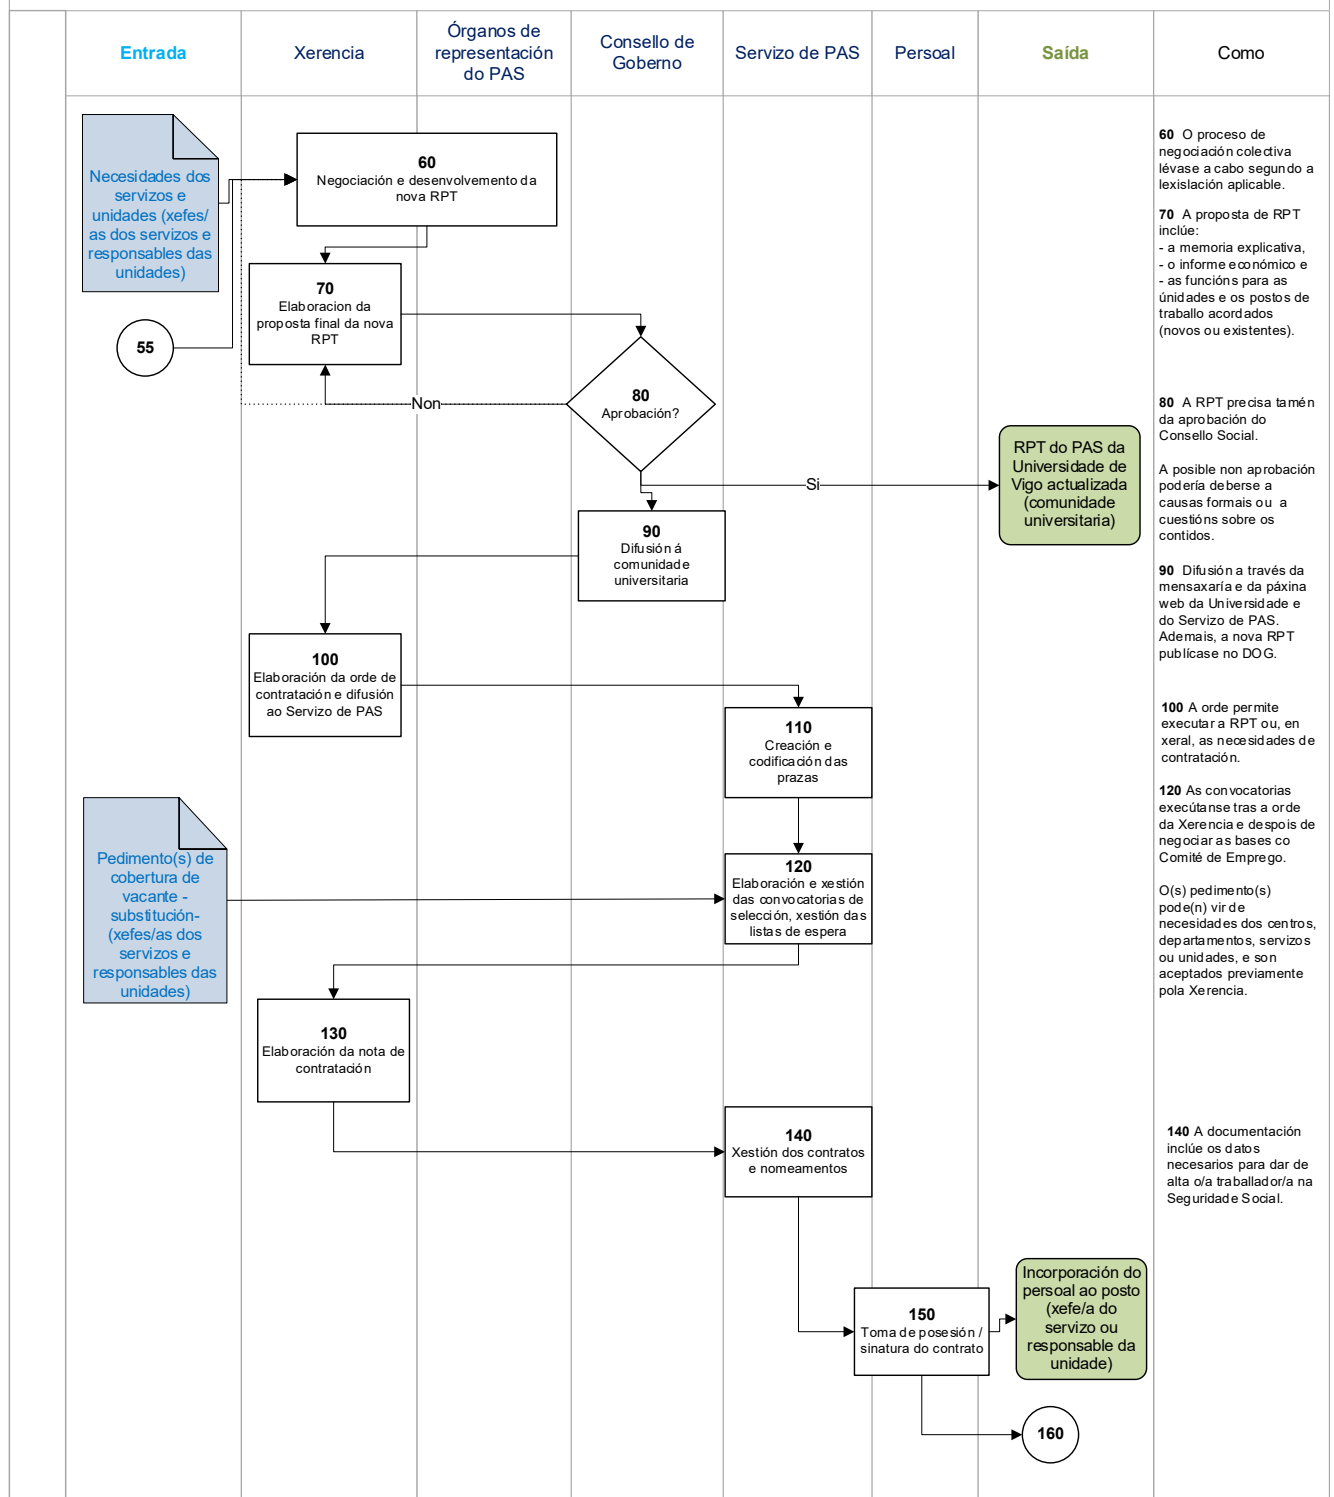 Entrada
Xerencia
Órganos de
representación
do PAS
Consello de
Goberno
Servizo de PAS
Persoal
Saída
Como
Necesidades dos
servizos e
unidades (xefes/
as dos servizos e
responsables das
unidades)
55
60
Negociación e desenvolvemento da
nova RPT
70
Elaboracion da
proposta final da nova
RPT
80
Aprobación?
Non
Si
RPT do PAS da
Universidade de
Vigo actualizada
(comunidade
universitaria)
90
Difusión á
comunidade
universitaria
100
Elaboración da orde de
contratación e difusión
ao Servizo de PAS
110
Creación e
codificación das
prazas
Pedimento(s) de
cobertura de
vacante -
substitución-
(xefes/as dos
servizos e
responsables das
unidades)
120
Elaboración e xestión
das convocatorias de
selección, xestión das
listas de espera
130
Elaboración da nota de
contratación
140
Xestión dos contratos
e nomeamentos
150
Toma de posesión /
sinatura do contrato
Incorporación do
persoal ao posto
(xefe/a do
servizo ou
responsable da
unidade)
160
60 O proceso de
negociación colectiva
lévase a cabo segundo a
lexislación aplicable.
70 A proposta de RPT
inclúe:
- a memoria explicativa,
- o informe económico e
- as funcións para as
únidades e os postos de
traballo acordados
(novos ou existentes).
80 A RPT precisa tamén
da aprobación do
Consello Social.
A posible non aprobación
podería deberse a
causas formais ou a
cuestións sobre os
contidos.
90 Difusión a través da
mensaxaría e da páxina
web da Universidade e
do Servizo de PAS.
Ademais, a nova RPT
publícase no DOG.
100 A orde permite
executar a RPT ou, en
xeral, as necesidades de
contratación.
120 As convocatorias
execútanse tras a orde
da Xerencia e despois de
negociar as bases co
Comité de Emprego.
O(s) pedimento(s)
pode(n) vir de
necesidades dos centros,
departamentos, servizos
ou unidades, e son
aceptados previamente
pola Xerencia.
140 A documentación
inclúe os datos
necesarios para dar de
alta o/a traballador/a na
Seguridade Social.